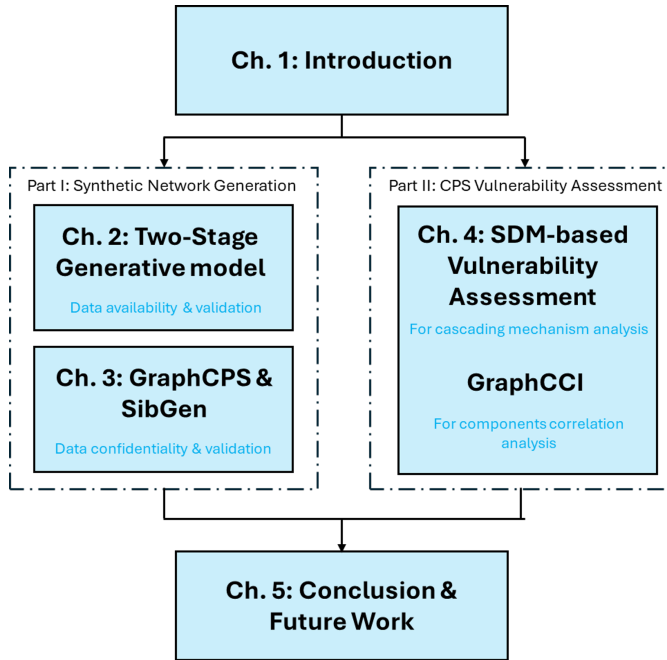 Ch. 1: Introduction
Part I: Synthetic Network Generation
Ch. 2: Two-Stage
Generative model
Data availability & validation
Ch. 3: GraphCPS &
SibGen
Data confidentiality & validation
Part II: CPS Vulnerability Assessment
Ch. 4: SDM-based
Vulnerability
Assessment
For cascading mechanism analysis
GraphCCI
For components correlation
analysis
Ch. 5: Conclusion &
Future Work